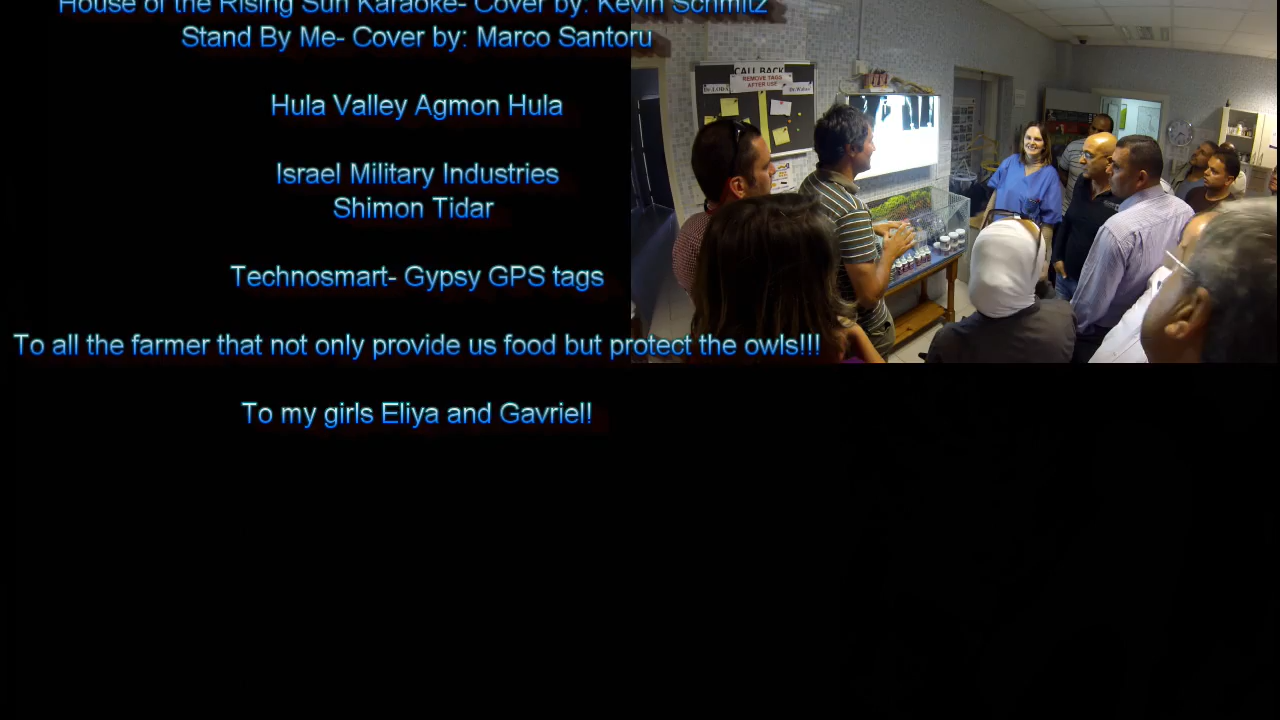 House of the Rising Sun Karaoke- Cover by: Kevin Schmitz
Stand By Me- Cover by: Marco Santoru
Hula Valley Agmon Hula
Israel Military Industries
Shimon Tidar
Technosmart- Gypsy GPS tags
To all the farmer that not only provide us food but protect the owls!!!
To my girls Eliya and Gavriel!
CALL BACK
REMOVE TAGS
AFTER USE